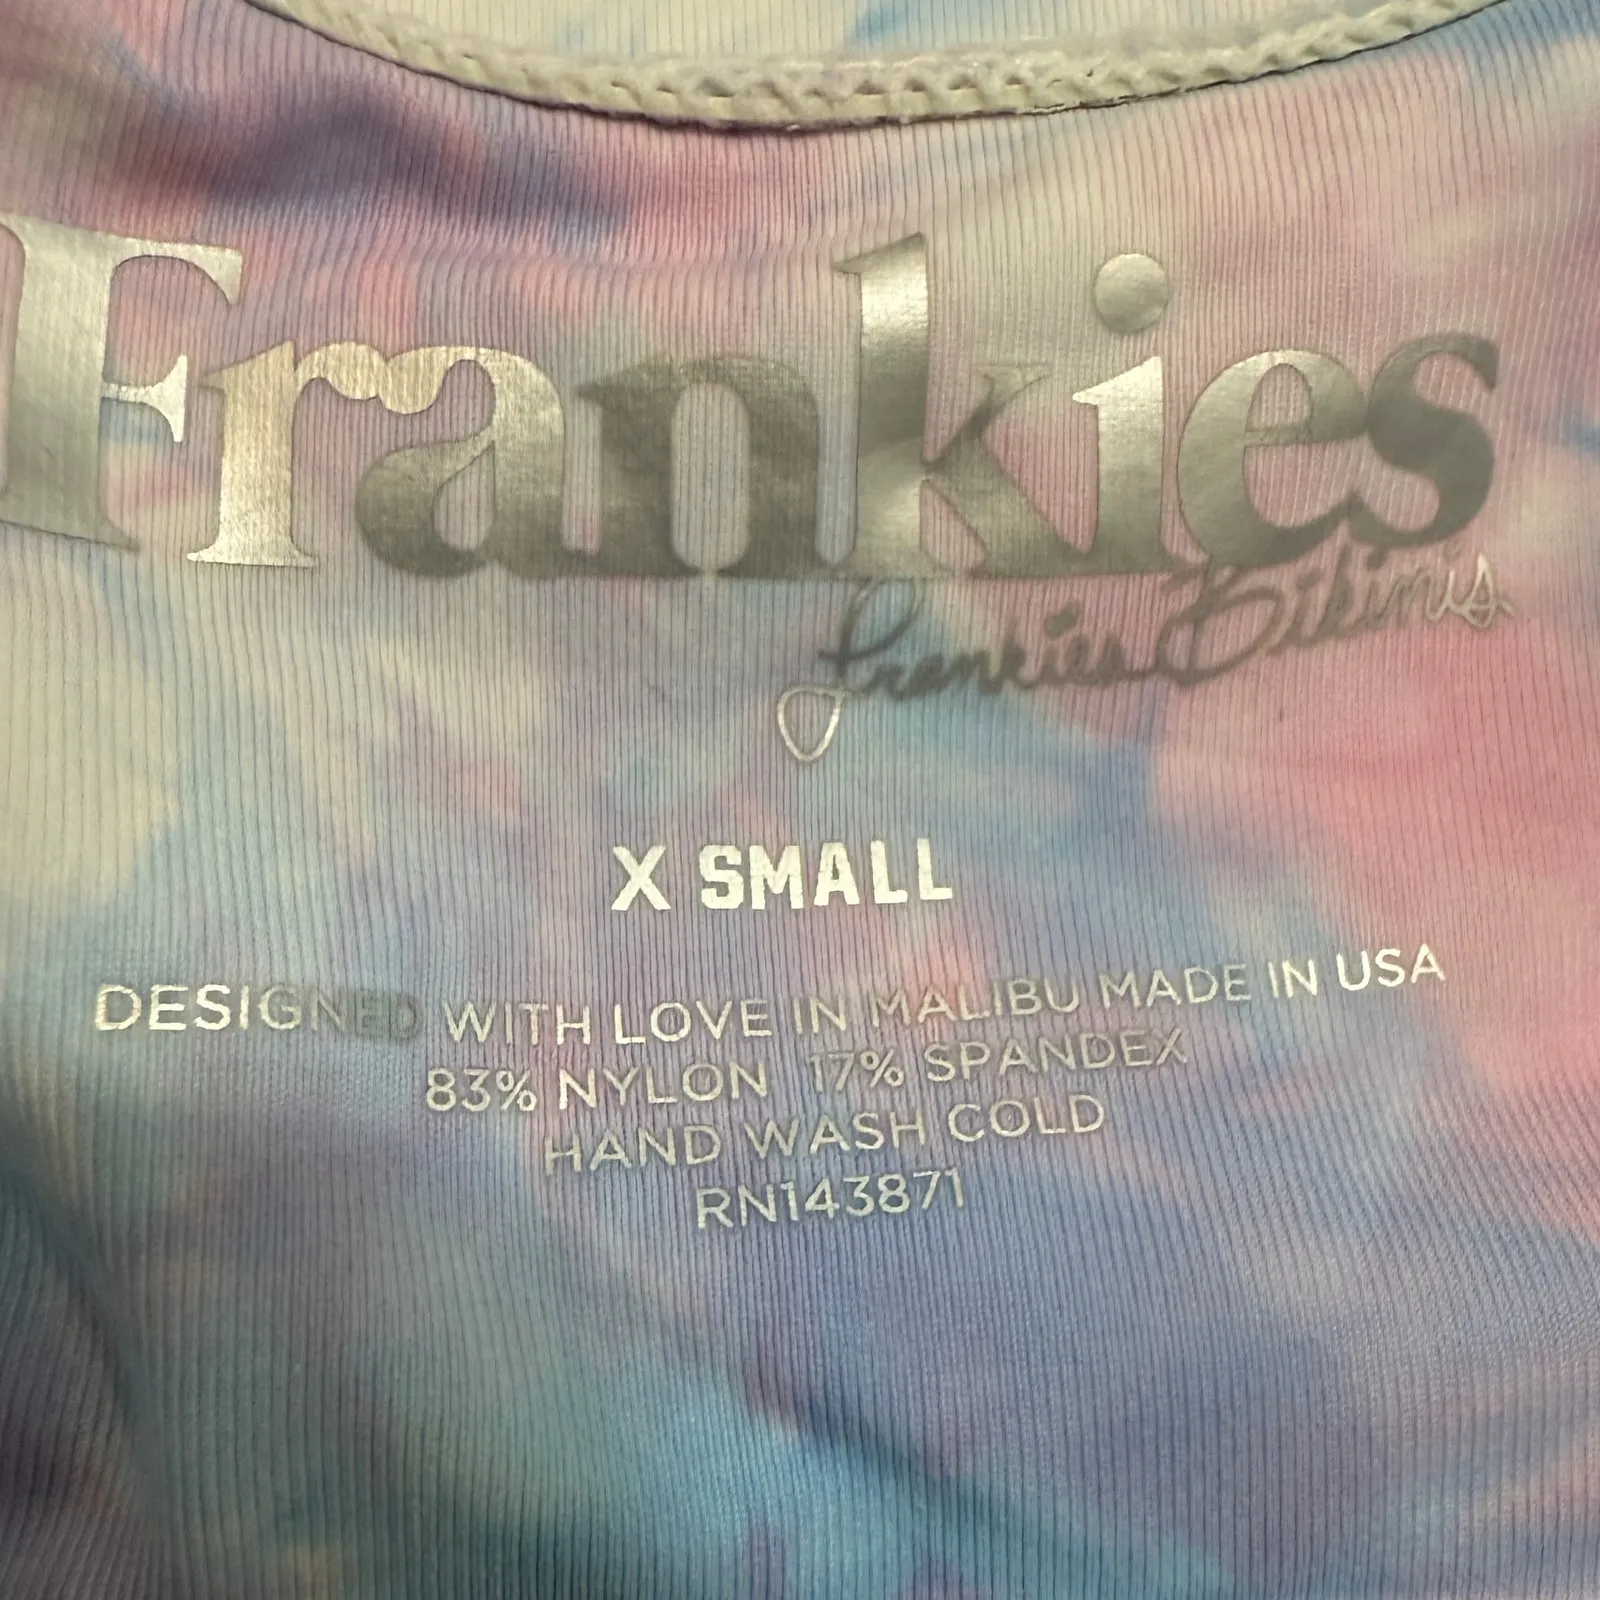 Frankies
Frankies Bikinis
X SMALL
DESIGNED WITH LOVE IN MALIBU MADE IN USA
83% NYLON 17% SPANDEX
HAND WASH COLD
RN143871